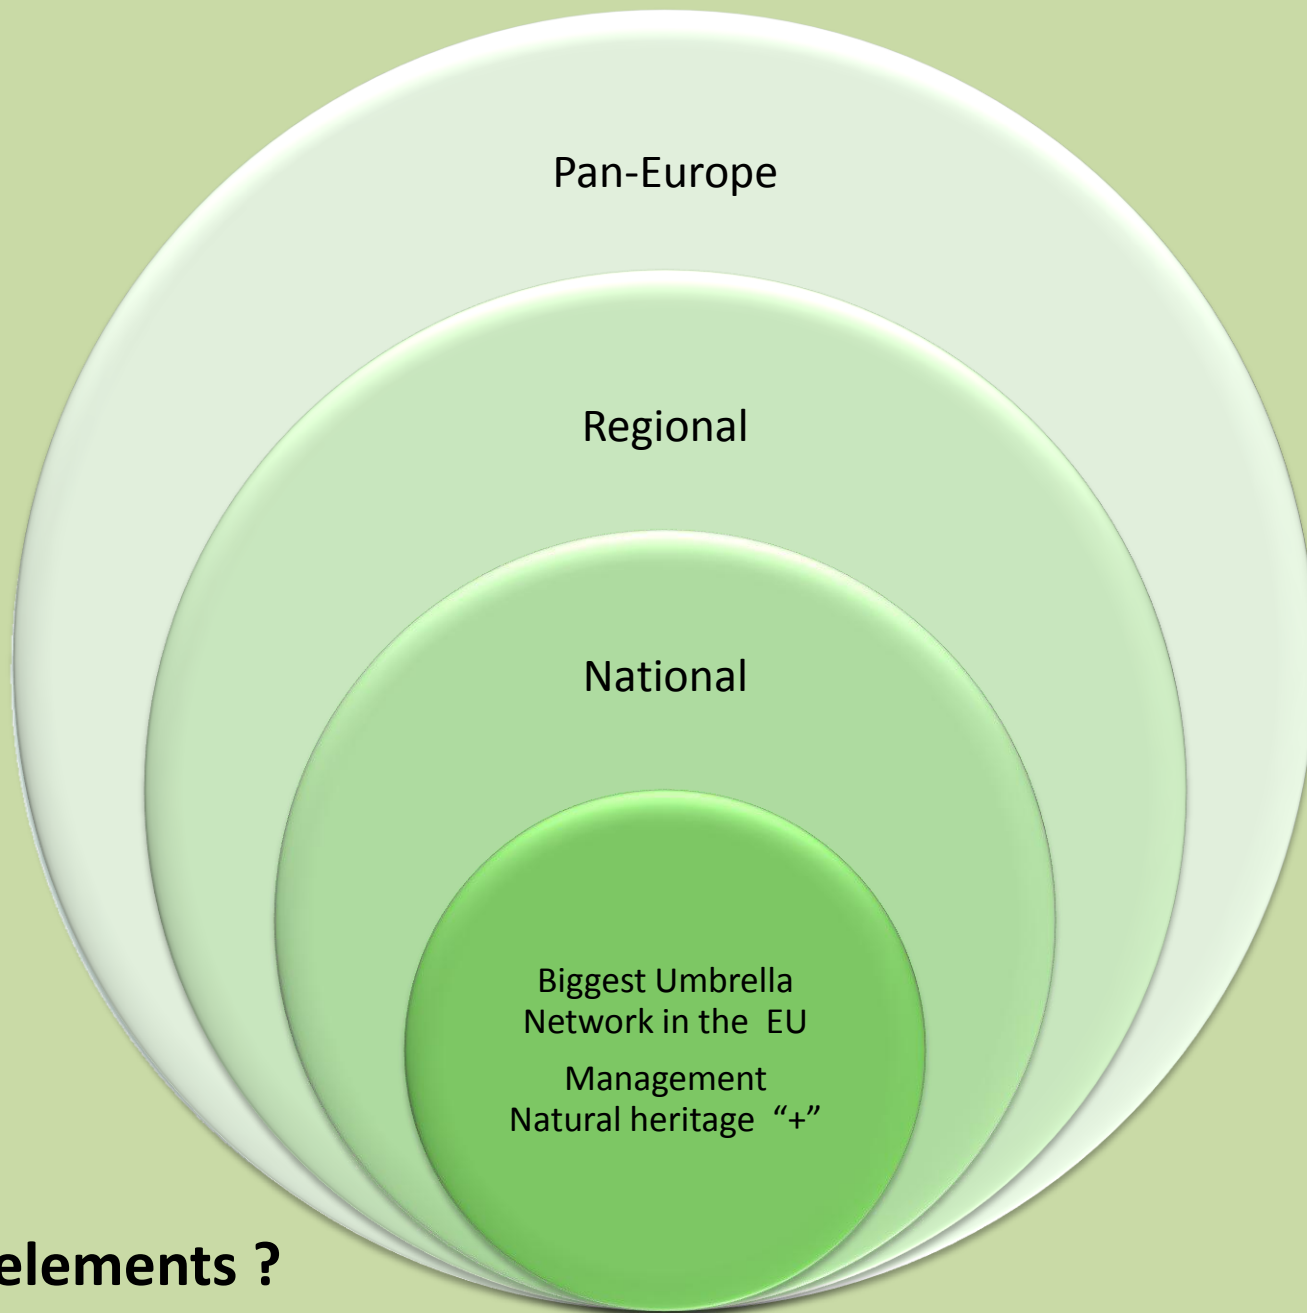 Pan-Europe
Regional
National
Biggest Umbrella
Network in the EU
Management
Natural heritage “+”
elements ?